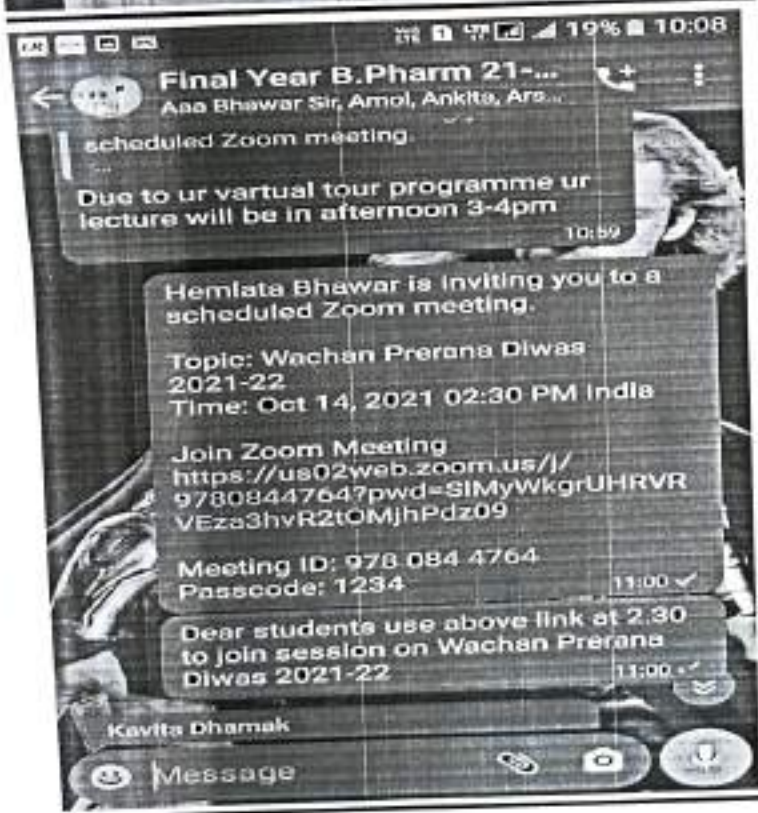 19% 10:08
Final Year B.Pharm 21-...
Aaa Bhawar Sir, Amol, Ankita, Ars...
scheduled Zoom meeting.
...
Due to ur vartual tour programme ur
lecture will be in afternoon 3-4pm
10:59
Hemlata Bhawar is inviting you to a
scheduled Zoom meeting.
Topic: Wachan Prerana Diwas
2021-22
Time: Oct 14, 2021 02:30 PM India
Join Zoom Meeting
https://us02web.zoom.us/j/
9780844764?pwd=SlMyWkgrUHRVR
VEza3hvR2tOMjhPdz09
Meeting ID: 978 084 4764
Passcode: 1234
11:00
Dear students use above link at 2.30
to join session on Wachan Prerana
Diwas 2021-22
11:00
Kavita Dhamak
Message